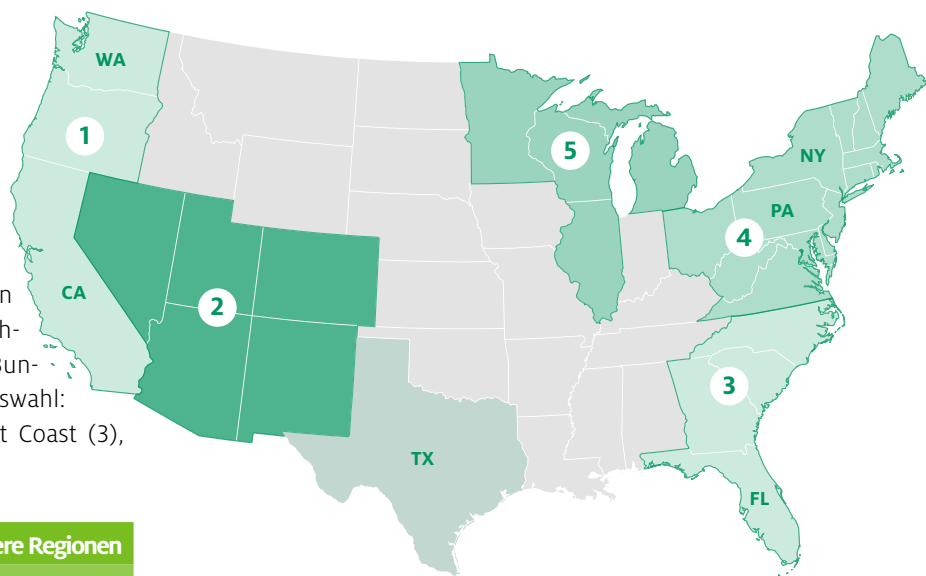 WA
1
5
NY
PA
4
2
CA
n
h-
Bun-
swahl:
t Coast (3),
3
TX
FL
ere Regionen